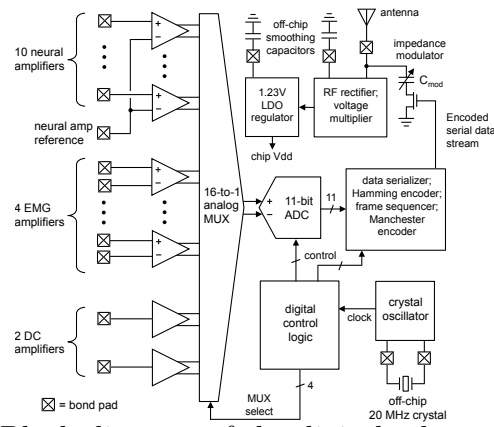 10 neural
amplifiers
+
−
+
−
neural amp
reference
4 EMG
amplifiers
+
−
+
−
2 DC
amplifiers
= bond pad
16-to-1
analog
MUX
off-chip
smoothing
capacitors
antenna
impedance
modulator
Cmod
1.23V
LDO
regulator
RF rectifier;
voltage
multiplier
chip Vdd
Encoded
serial data
stream
+
−
11-bit
ADC
11
data serializer;
Hamming encoder;
frame sequencer;
Manchester
encoder
control
digital
control
logic
clock
crystal
oscillator
MUX
select
4
off-chip
20 MHz crystal